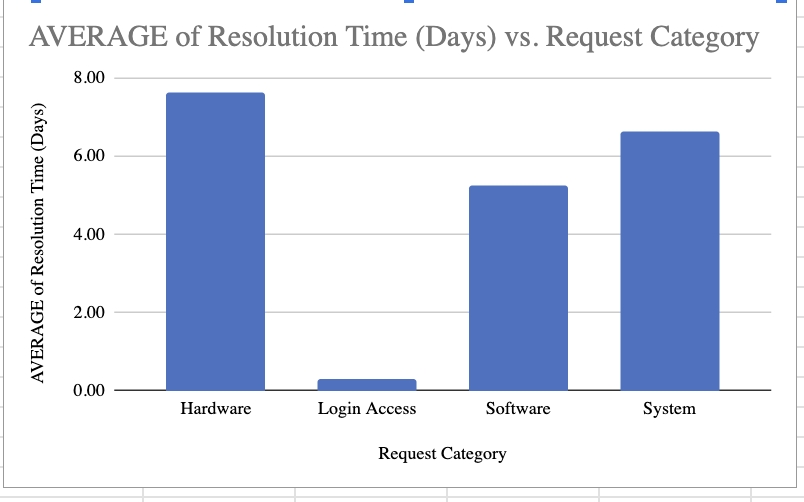 AVERAGE of Resolution Time (Days) vs. Request Category
AVERAGE of Resolution Time (Days)
8.00
6.00
4.00
2.00
0.00
Hardware
Login Access
Software
System
Request Category